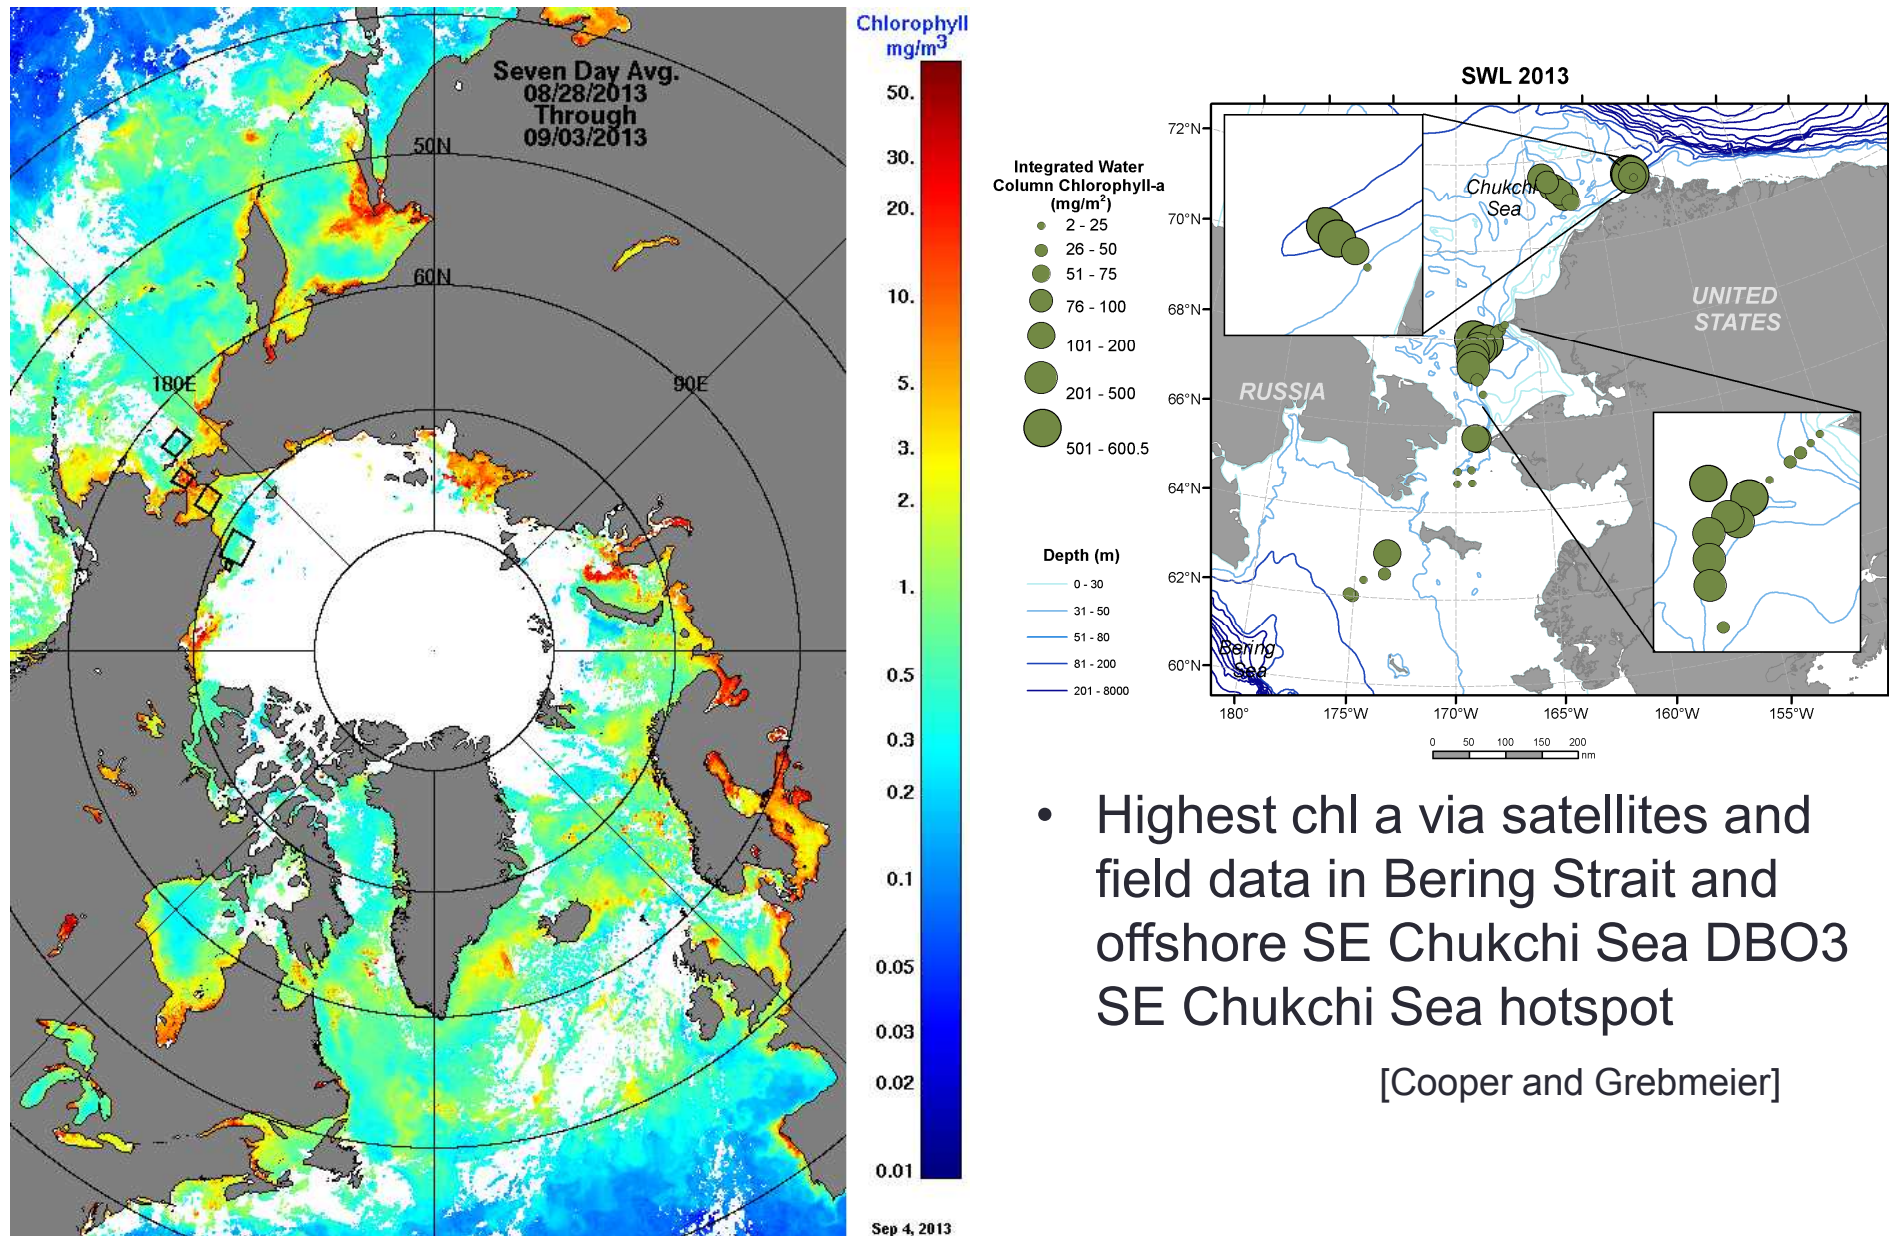 Chlorophyll
mg/m3
Seven Day Avg.
08/28/2013
Through
09/03/2013
50N
60N
180E
90E
50.
30.
20.
10.
5.
3.
2.
1.
0.5
0.3
0.2
0.1
0.05
0.03
0.02
0.01
Sep 4, 2013
SWL 2013
Integrated Water
Column Chlorophyll-a
(mg/m²)
2 - 25
26 - 50
51 - 75
76 - 100
101 - 200
201 - 500
501 - 600.5
Depth (m)
0 - 30
31 - 50
51 - 80
81 - 200
201 - 8000
72°N
70°N
68°N
66°N
64°N
62°N
60°N
Chukchi
Sea
UNITED
STATES
RUSSIA
Bering
Sea
180°
175°W
170°W
165°W
160°W
155°W
0 50 100 150 200
nm
• Highest chl a via satellites and
field data in Bering Strait and
offshore SE Chukchi Sea DBO3
SE Chukchi Sea hotspot
[Cooper and Grebmeier]